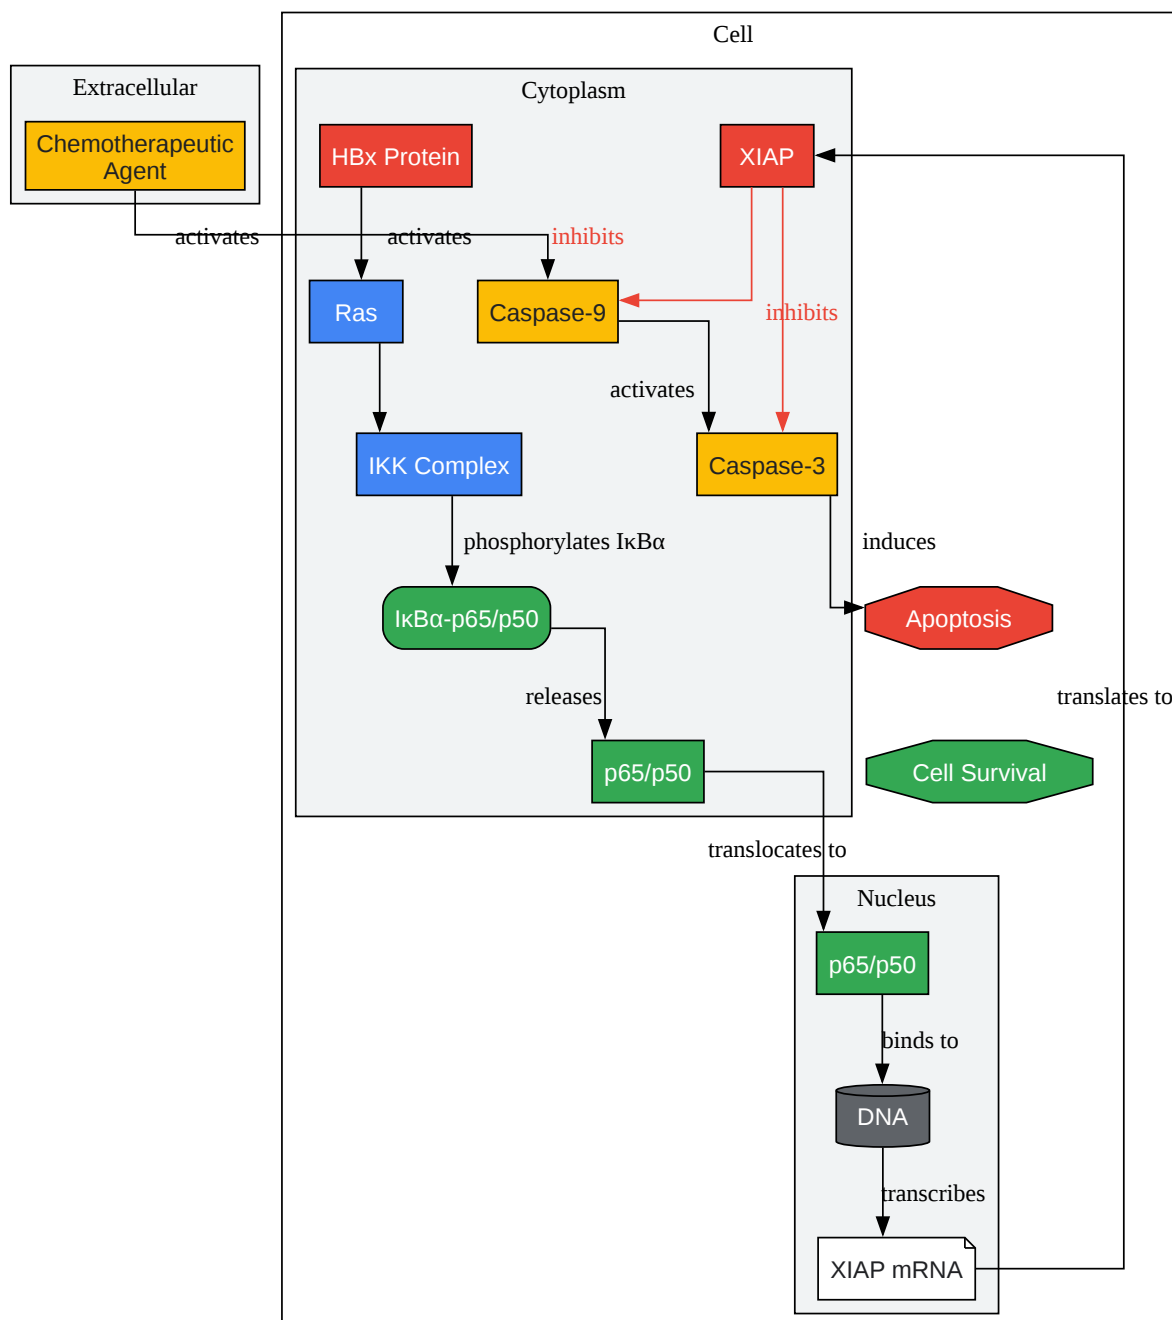 Cell
Extracellular
Cytoplasm
Chemotherapeutic
Agent
HBx Protein
XIAP
activates
activates
inhibits
Ras
Caspase-9
inhibits
activates
IKK Complex
Caspase-3
phosphorylates IκBα
induces
IκBα-p65/p50
Apoptosis
releases
translates to
p65/p50
Cell Survival
translocates to
Nucleus
p65/p50
binds to
DNA
transcribes
XIAP mRNA